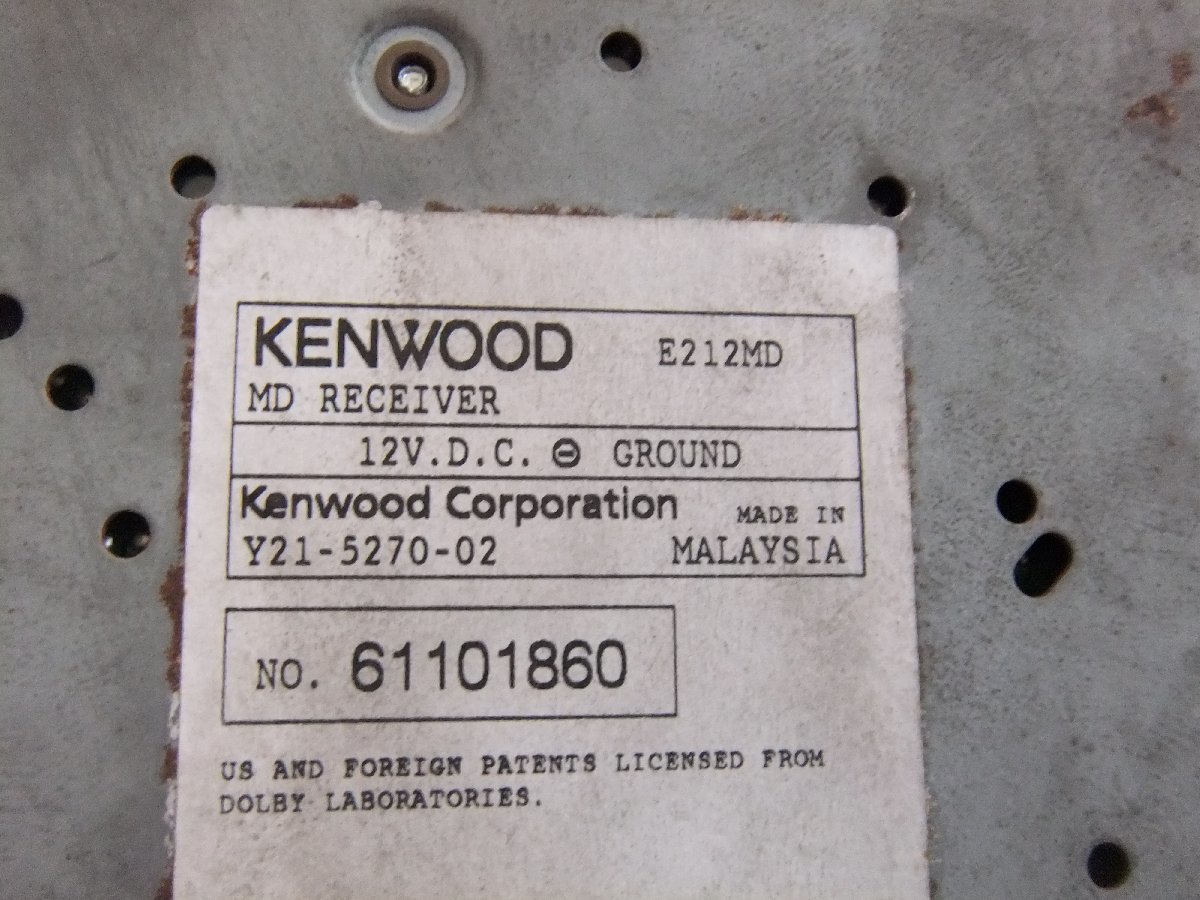 KENWOOD E212MD
MD RECEIVER
12V.D.C. ⊖ GROUND
Kenwood Corporation MADE IN
Y21-5270-02 MALAYSIA
NO. 61101860
US AND FOREIGN PATENTS LICENSED FROM
DOLBY LABORATORIES.